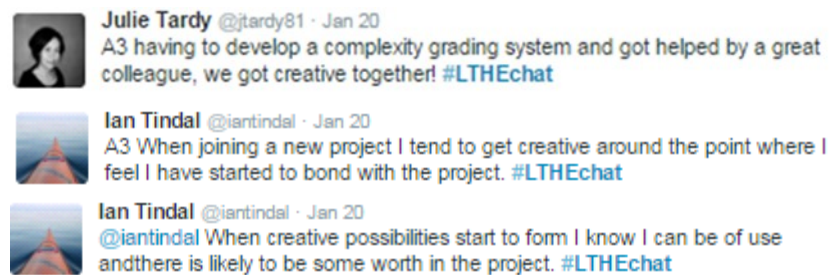 Julie Tardy @jtardy81 · Jan 20
A3 having to develop a complexity grading system and got helped by a great
colleague, we got creative together! #LTHEchat
Ian Tindal @iantindal · Jan 20
A3 When joining a new project I tend to get creative around the point where I
feel I have started to bond with the project. #LTHEchat
Ian Tindal @iantindal · Jan 20
@iantindal When creative possibilities start to form I know I can be of use
andthere is likely to be some worth in the project. #LTHEchat